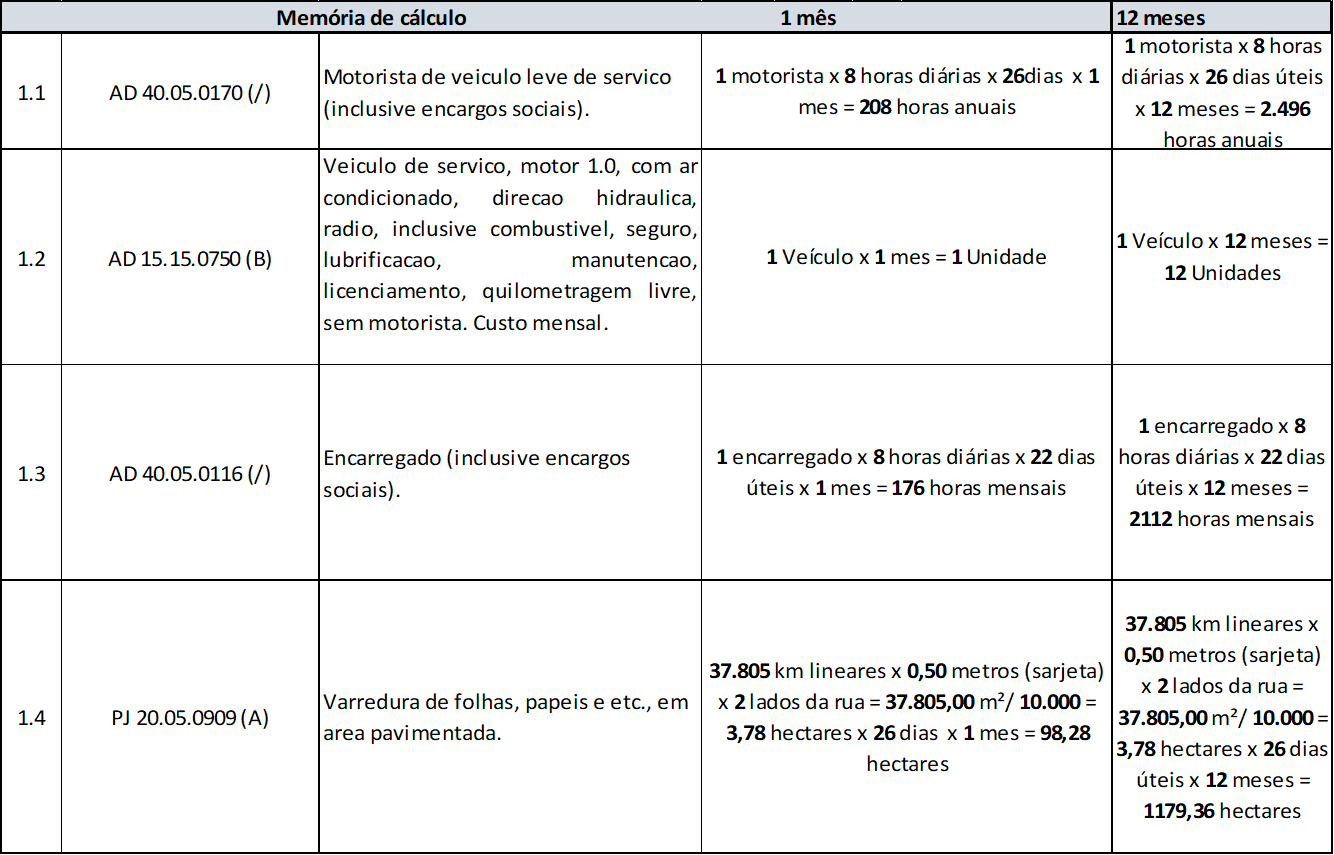 Memória de cálculo 1 mês 12 meses
1.1
AD 40.05.0170 (/)
Motorista de veiculo leve de servico
(inclusive encargos sociais).
1 motorista x 8 horas diárias x 26dias x 1
mes = 208 horas anuais
1 motorista x 8 horas
diárias x 26 dias úteis
x 12 meses = 2.496
horas anuais
1.2
AD 15.15.0750 (B)
Veiculo de servico, motor 1.0, com ar
condicionado, direcao hidraulica,
radio, inclusive combustivel, seguro,
lubrificacao, manutencao,
licenciamento, quilometragem livre,
sem motorista. Custo mensal.
1 Veículo x 1 mes = 1 Unidade
1 Veículo x 12 meses =
12 Unidades
1.3
AD 40.05.0116 (/)
Encarregado (inclusive encargos
sociais).
1 encarregado x 8 horas diárias x 22 dias
úteis x 1 mes = 176 horas mensais
1 encarregado x 8
horas diárias x 22 dias
úteis x 12 meses =
2112 horas mensais
1.4
PJ 20.05.0909 (A)
Varredura de folhas, papeis e etc., em
area pavimentada.
37.805 km lineares x 0,50 metros (sarjeta)
x 2 lados da rua = 37.805,00 m²/ 10.000 =
3,78 hectares x 26 dias x 1 mes = 98,28
hectares
37.805 km lineares x
0,50 metros (sarjeta)
x 2 lados da rua =
37.805,00 m²/ 10.000 =
3,78 hectares x 26 dias
úteis x 12 meses =
1179,36 hectares